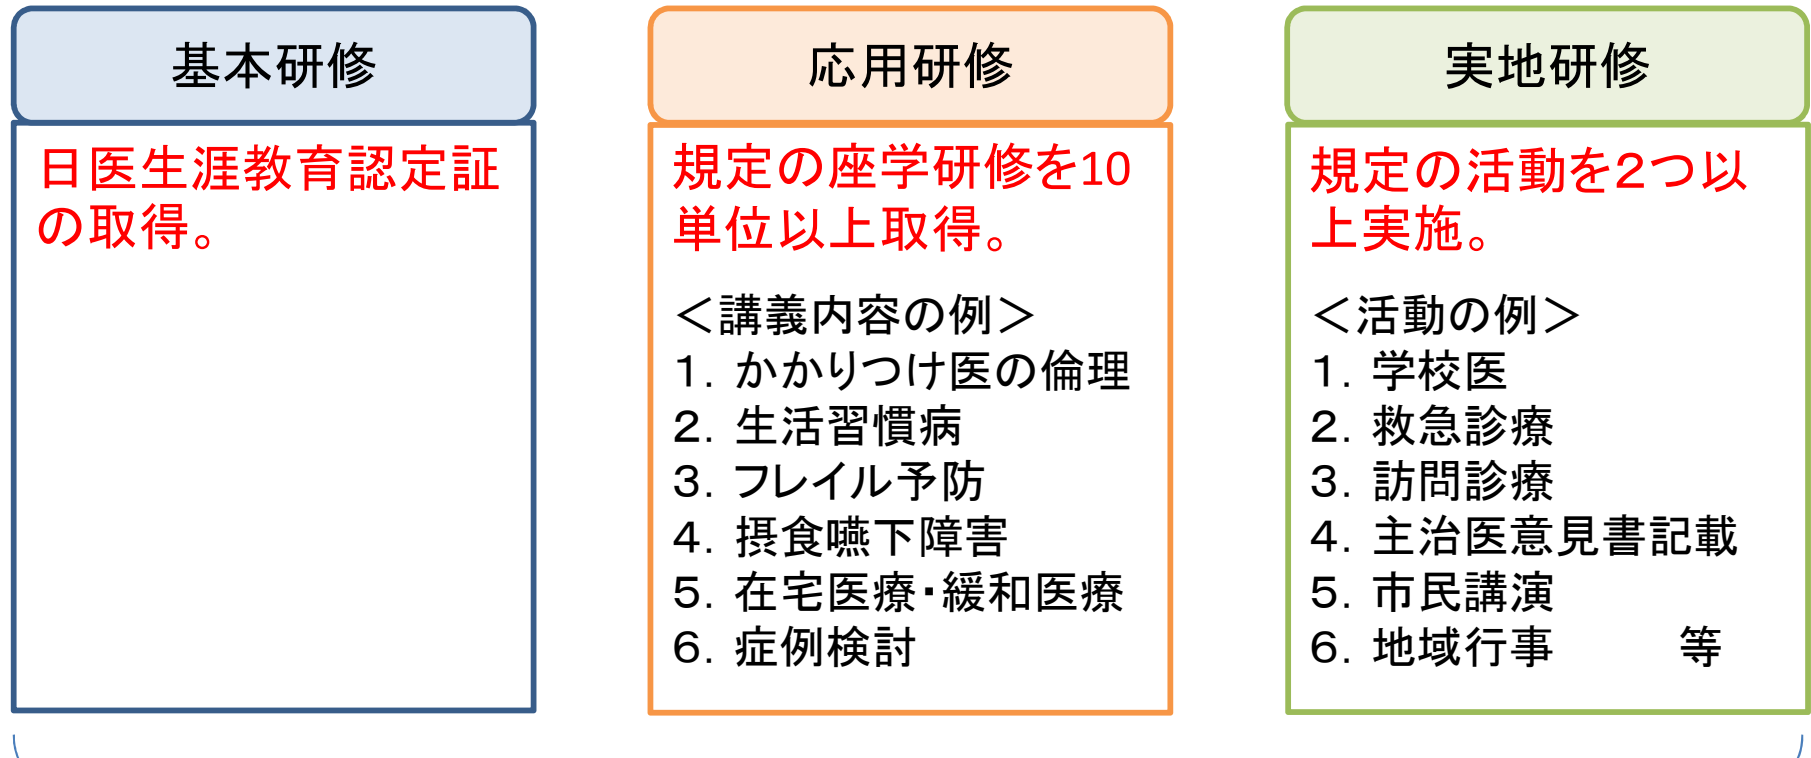 基本研修
日医生涯教育認定証
の取得。
応用研修
規定の座学研修を10
単位以上取得。
＜講義内容の例＞
1．かかりつけ医の倫理
2．生活習慣病
3．フレイル予防
4．摂食嚥下障害
5．在宅医療・緩和医療
6．症例検討
実地研修
規定の活動を２つ以
上実施。
＜活動の例＞
1．学校医
2．救急診療
3．訪問診療
4．主治医意見書記載
5．市民講演
6．地域行事　　等